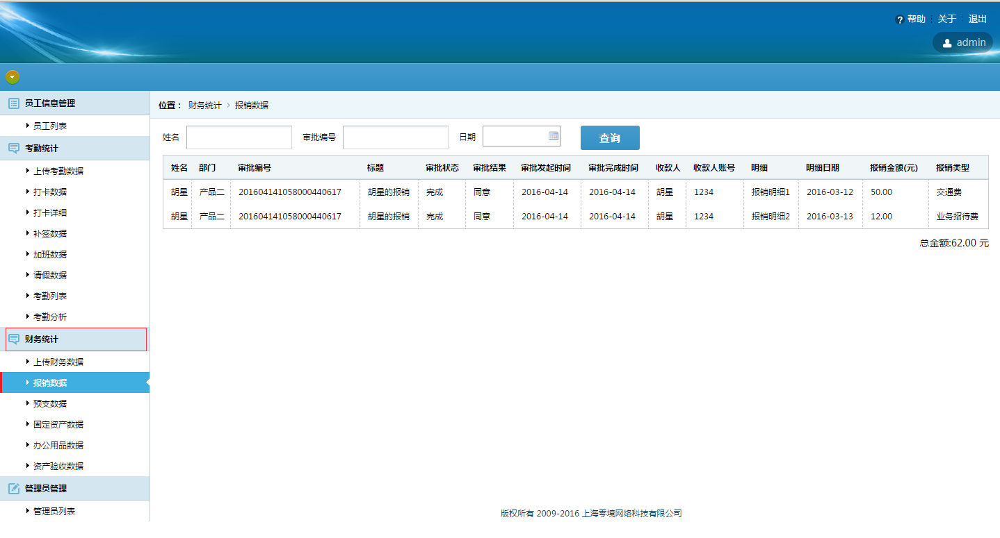 帮助 关于 退出
admin
员工信息管理
员工列表
考勤统计
上传考勤数据
打卡数据
打卡详细
补签数据
加班数据
请假数据
考勤列表
考勤分析
财务统计
上传财务数据
报销数据
预支数据
固定资产数据
办公用品数据
资产验收数据
管理员管理
管理员列表
位置： 财务统计 > 报销数据
姓名 审批编号 日期 查询
姓名 部门 审批编号 标题 审批状态 审批结果 审批发起时间 审批完成时间 收款人 收款人账号 明细 明细日期 报销金额(元) 报销类型
胡星 产品二 201604141058000440617 胡星的报销 完成 同意 2016-04-14 2016-04-14 胡星 1234 报销明细1 2016-03-12 50.00 交通费
胡星 产品二 201604141058000440617 胡星的报销 完成 同意 2016-04-14 2016-04-14 胡星 1234 报销明细2 2016-03-13 12.00 业务招待费
总金额:62.00 元
版权所有 2009-2016 上海零境网络科技有限公司